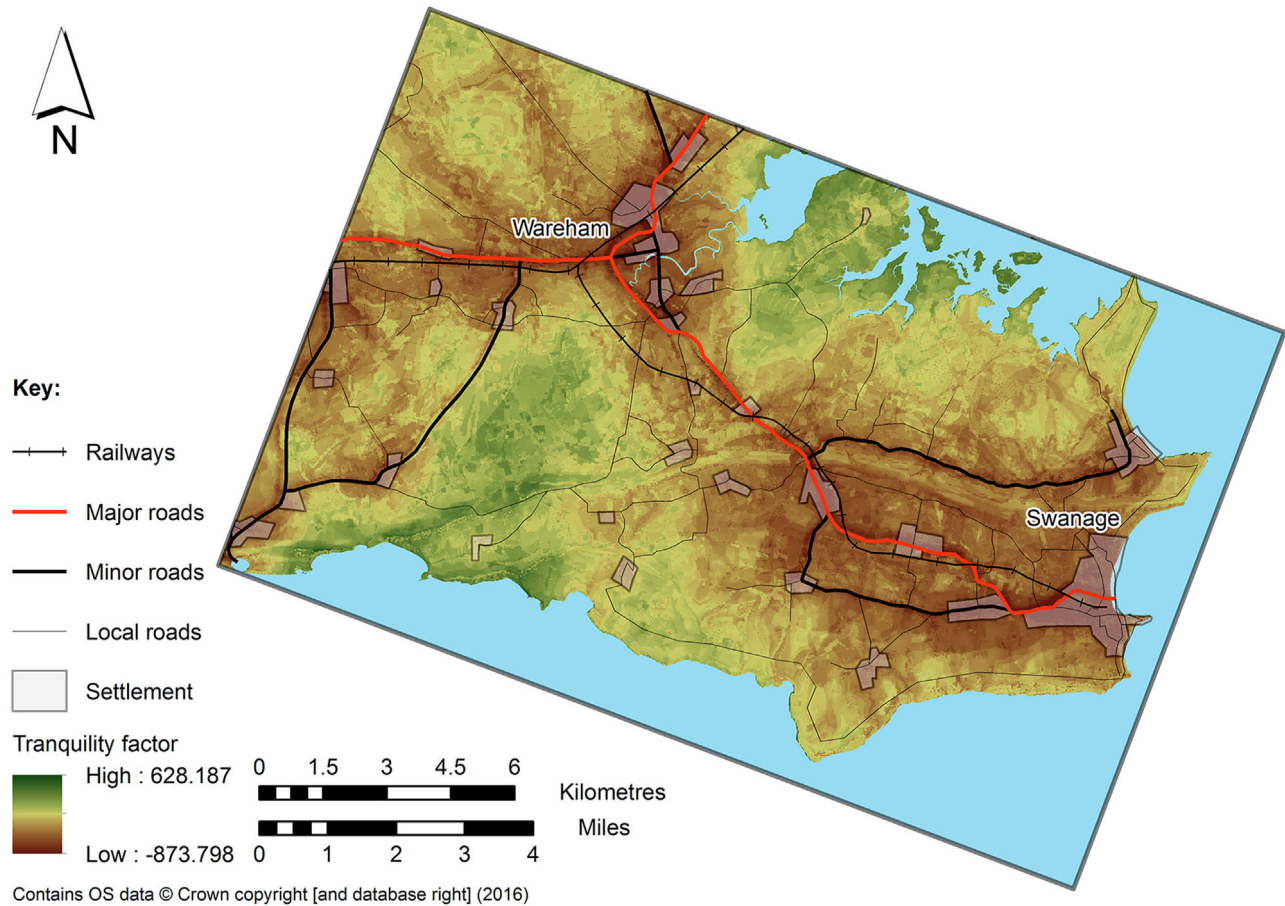 N
Wareham
Swanage
Key:
Railways
Major roads
Minor roads
Local roads
Settlement
Tranquility factor
High : 628.187
Low : -873.798
0 1.5 3 4.5 6
Kilometres
Miles
0 1 2 3 4
Contains OS data © Crown copyright [and database right] (2016)